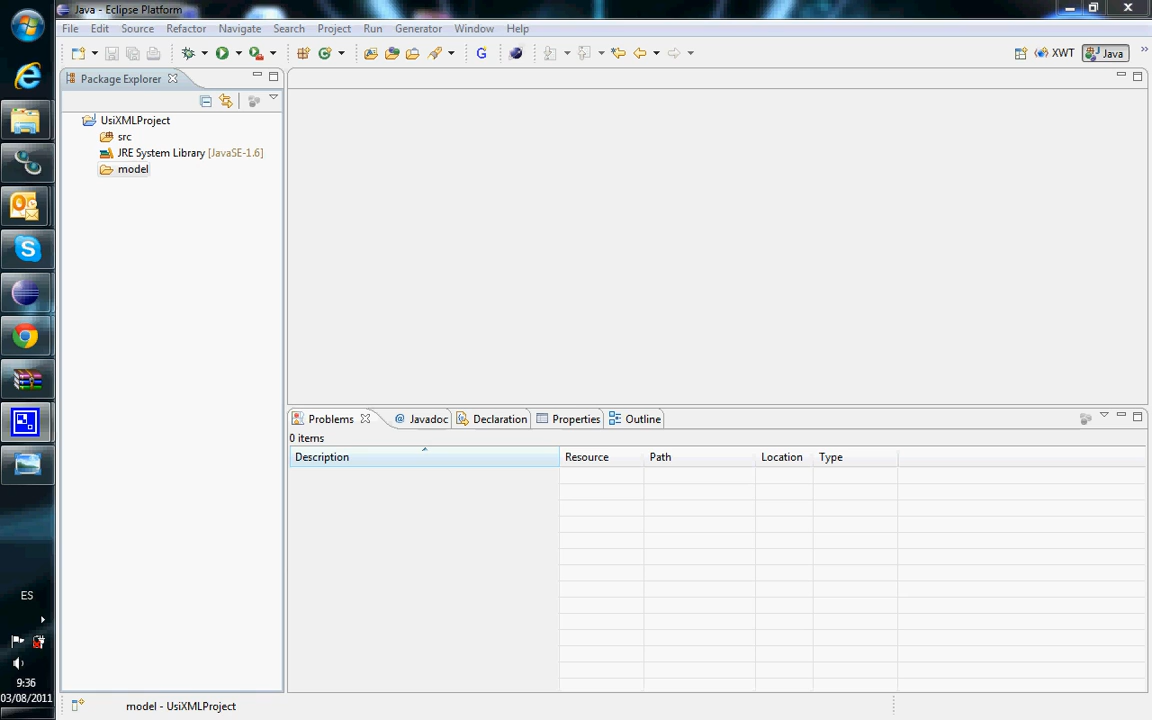 Java - Eclipse Platform
File Edit Source Refactor Navigate Search Project Run Generator Window Help
G XWT Java
Package Explorer
UsiXMLProject
src
JRE System Library [JavaSE-1.6]
model
Problems @ Javadoc Declaration Properties Outline
0 items
Description Resource Path Location Type
ES
9:36
03/08/2011
model - UsiXMLProject